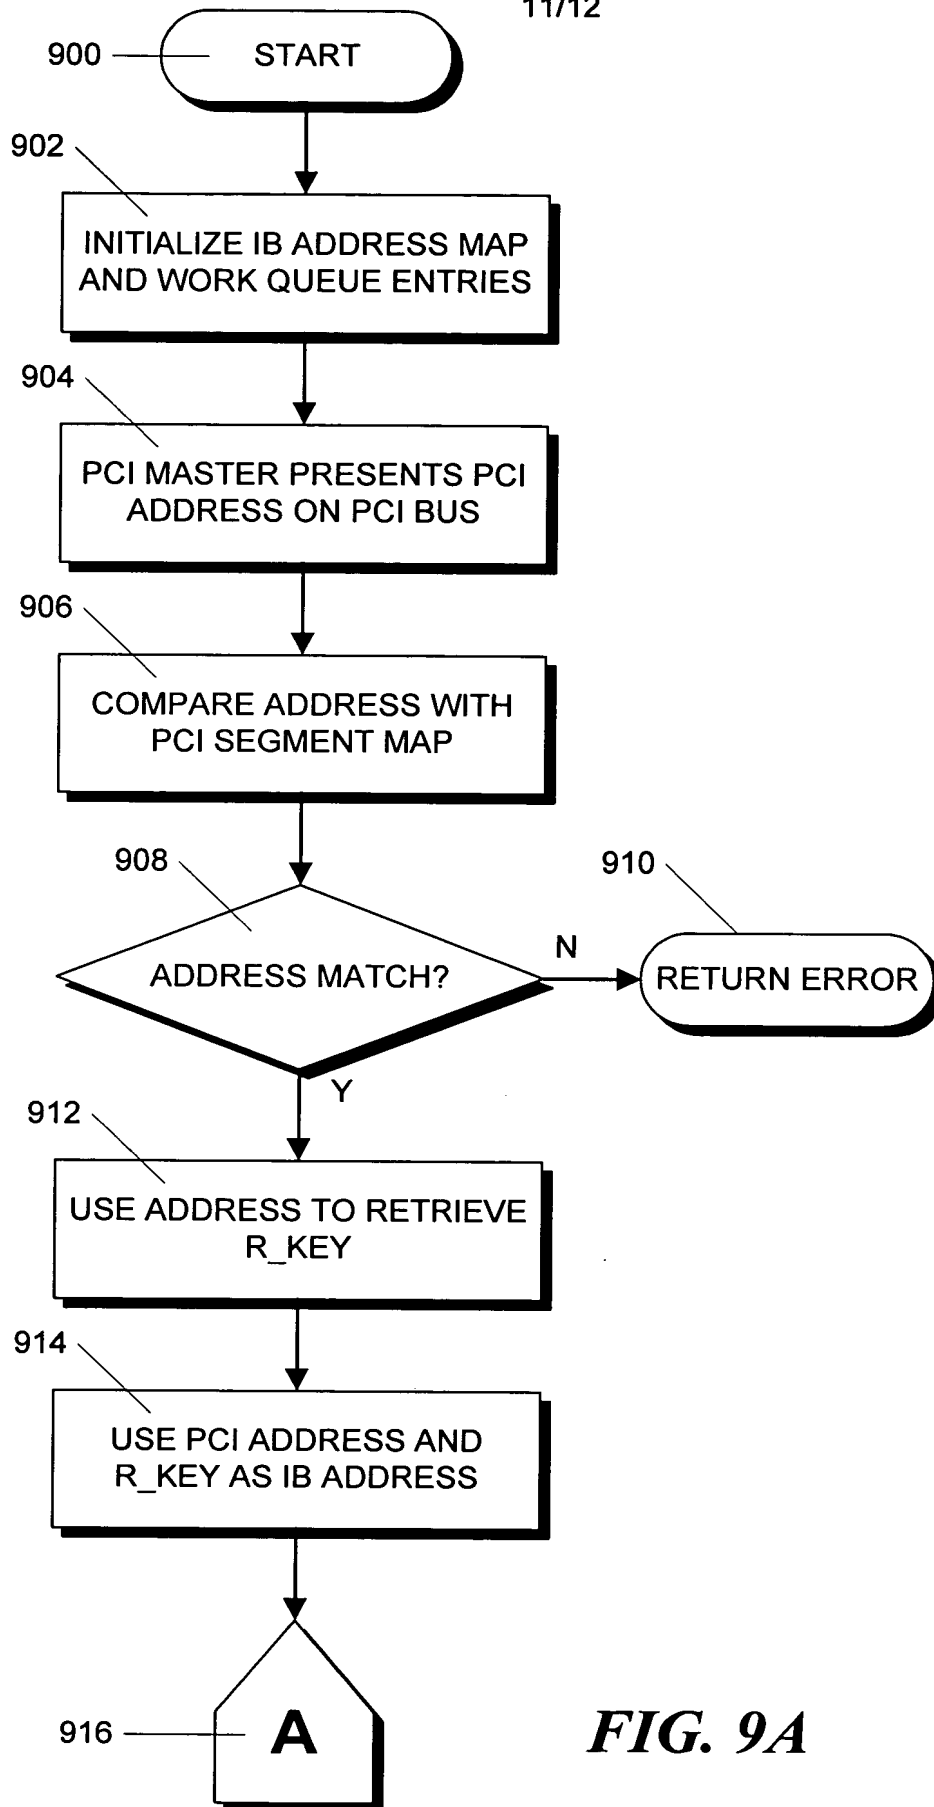 11/12
900
START
902
INITIALIZE IB ADDRESS MAP
AND WORK QUEUE ENTRIES
904
PCI MASTER PRESENTS PCI
ADDRESS ON PCI BUS
906
COMPARE ADDRESS WITH
PCI SEGMENT MAP
908
ADDRESS MATCH?
N
910
RETURN ERROR
Y
912
USE ADDRESS TO RETRIEVE
R_KEY
914
USE PCI ADDRESS AND
R_KEY AS IB ADDRESS
916
A
FIG. 9A